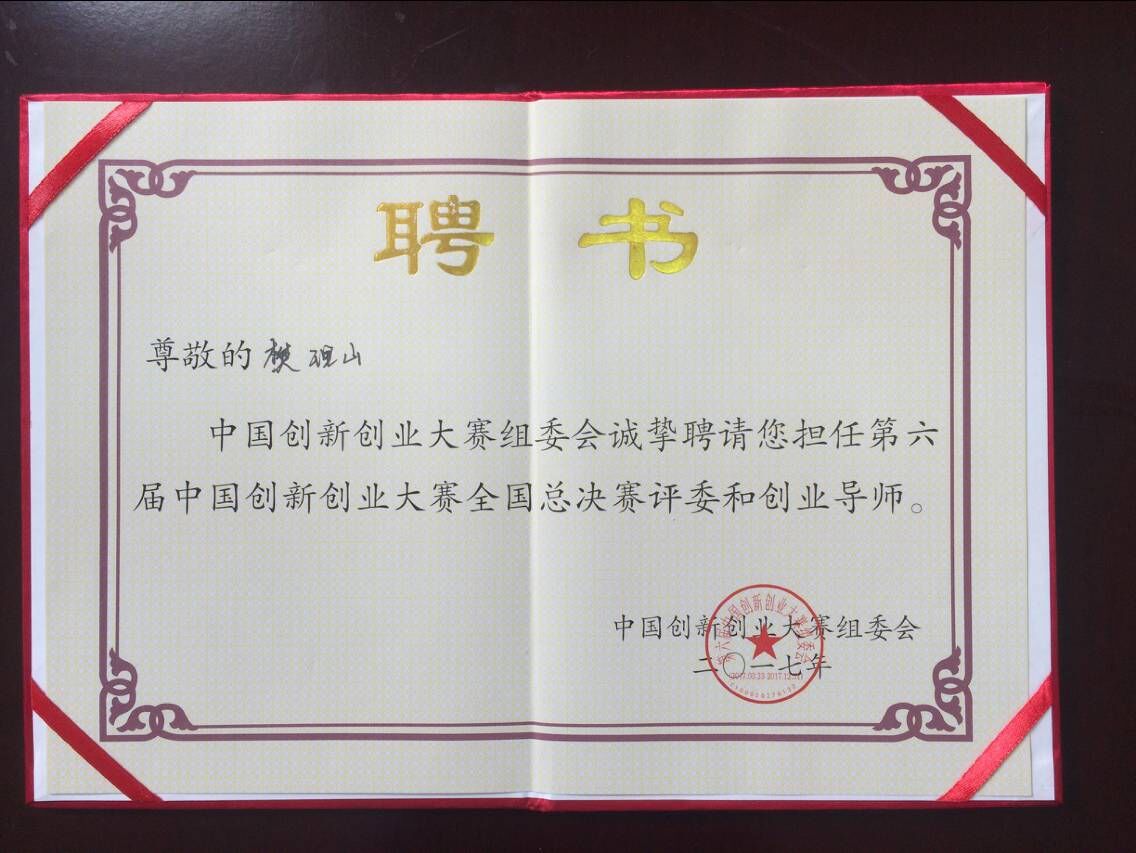 聘书
尊敬的樊砚山
中国创新创业大赛组委会诚挚聘请您担任第六
届中国创新创业大赛全国总决赛评委和创业导师。
中国创新创业大赛组委会
二〇一七年